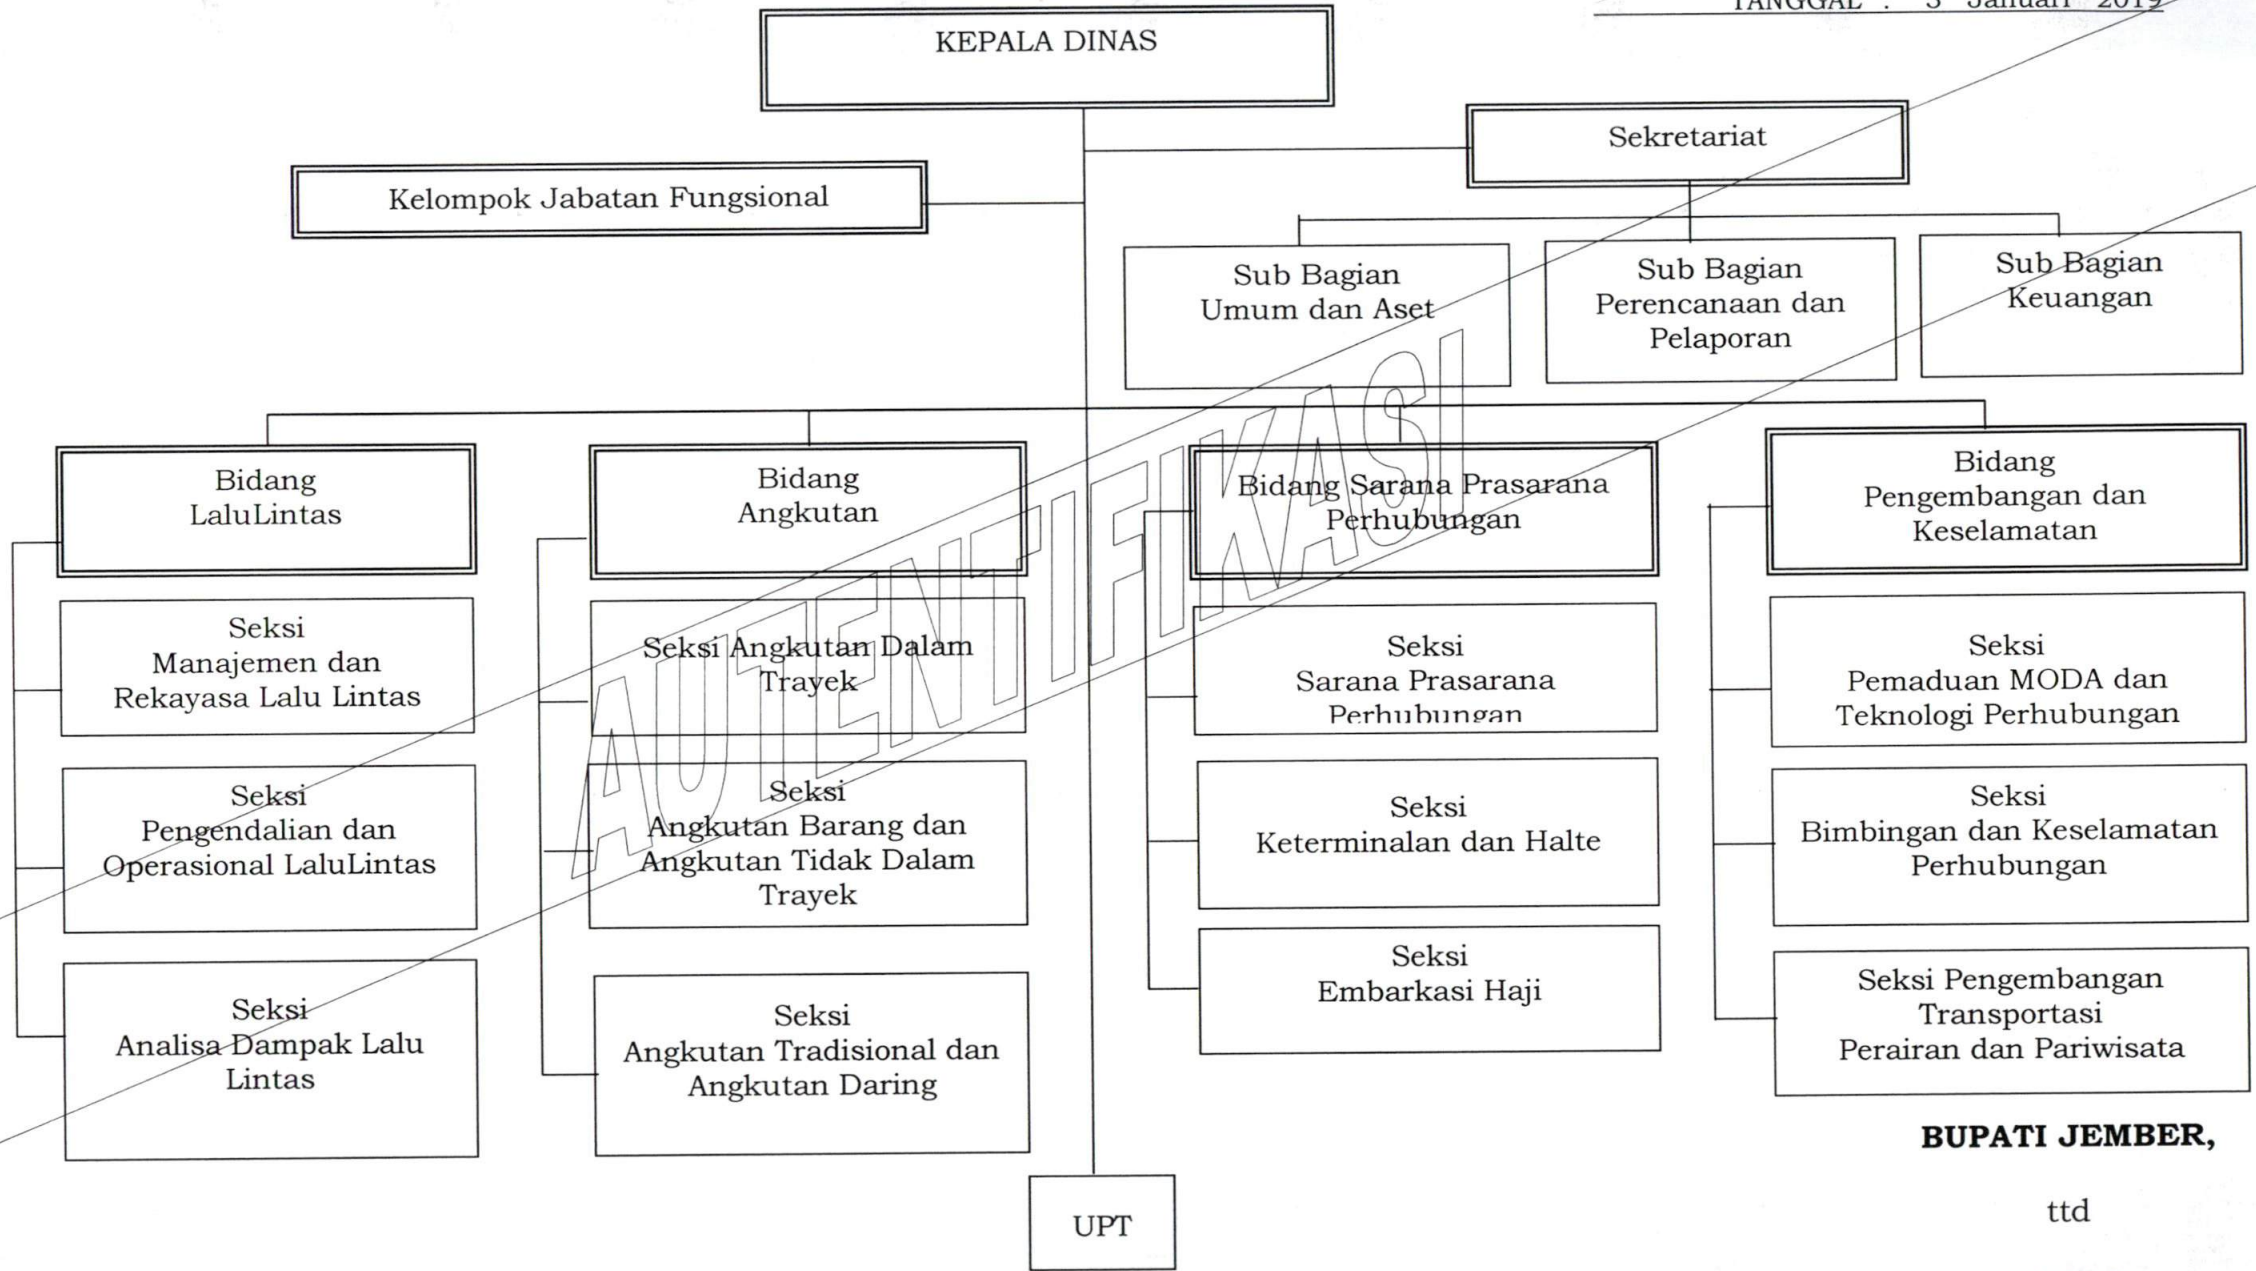 TANGGAL : 3 Januari 2019
KEPALA DINAS
Sekretariat
Kelompok Jabatan Fungsional
Sub Bagian
Umum dan Aset
Sub Bagian
Perencanaan dan
Pelaporan
Sub Bagian
Keuangan
Bidang
LaluLintas
Bidang
Angkutan
Bidang Sarana Prasarana
Perhubungan
Bidang
Pengembangan dan
Keselamatan
Seksi
Manajemen dan
Rekayasa Lalu Lintas
Seksi Angkutan Dalam
Trayek
Seksi
Sarana Prasarana
Perhubungan
Seksi
Pemaduan MODA dan
Teknologi Perhubungan
Seksi
Pengendalian dan
Operasional LaluLintas
Seksi
Angkutan Barang dan
Angkutan Tidak Dalam
Trayek
Seksi
Keterminalan dan Halte
Seksi
Bimbingan dan Keselamatan
Perhubungan
Seksi
Analisa Dampak Lalu
Lintas
Seksi
Angkutan Tradisional dan
Angkutan Daring
Seksi
Embarkasi Haji
Seksi Pengembangan
Transportasi
Perairan dan Pariwisata
AUTENTIFIKASI
UPT
BUPATI JEMBER,
ttd